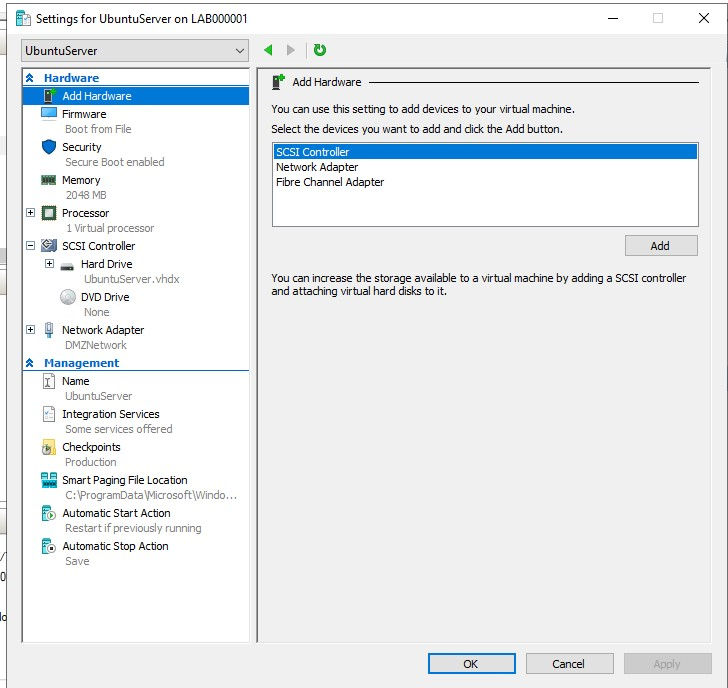 Settings for UbuntuServer on LAB000001
UbuntuServer
Hardware
Add Hardware
Firmware
Boot from File
Security
Secure Boot enabled
Memory
2048 MB
Processor
1 Virtual processor
SCSI Controller
Hard Drive
UbuntuServer.vhdx
DVD Drive
None
Network Adapter
DMZNetwork
Management
Name
UbuntuServer
Integration Services
Some services offered
Checkpoints
Production
Smart Paging File Location
C:\ProgramData\Microsoft\Windo...
Automatic Start Action
Restart if previously running
Automatic Stop Action
Save
Add Hardware
You can use this setting to add devices to your virtual machine.
Select the devices you want to add and click the Add button.
SCSI Controller
Network Adapter
Fibre Channel Adapter
Add
You can increase the storage available to a virtual machine by adding a SCSI controller
and attaching virtual hard disks to it.
OK Cancel Apply